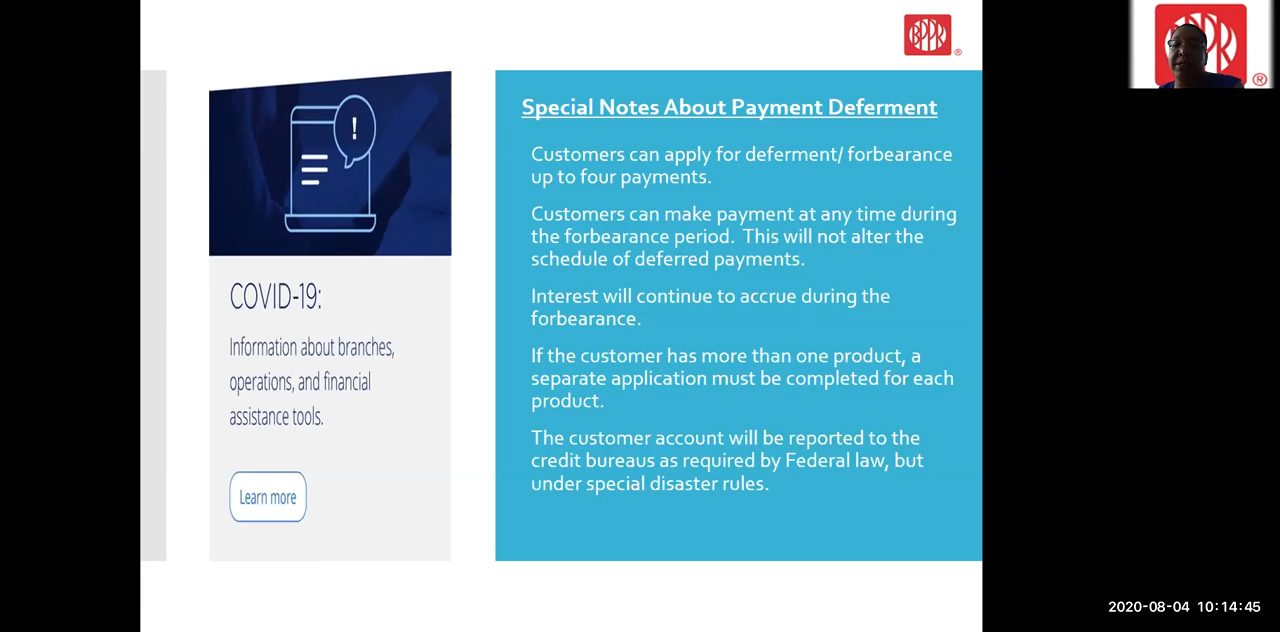 BPPR
®
!
COVID-19:
Information about branches,
operations, and financial
assistance tools.
Learn more
Special Notes About Payment Deferment
Customers can apply for deferment/ forbearance
up to four payments.
Customers can make payment at any time during
the forbearance period.  This will not alter the
schedule of deferred payments.
Interest will continue to accrue during the
forbearance.
If the customer has more than one product, a
separate application must be completed for each
product.
The customer account will be reported to the
credit bureaus as required by Federal law, but
under special disaster rules.
®
2020-08-04 10:14:45